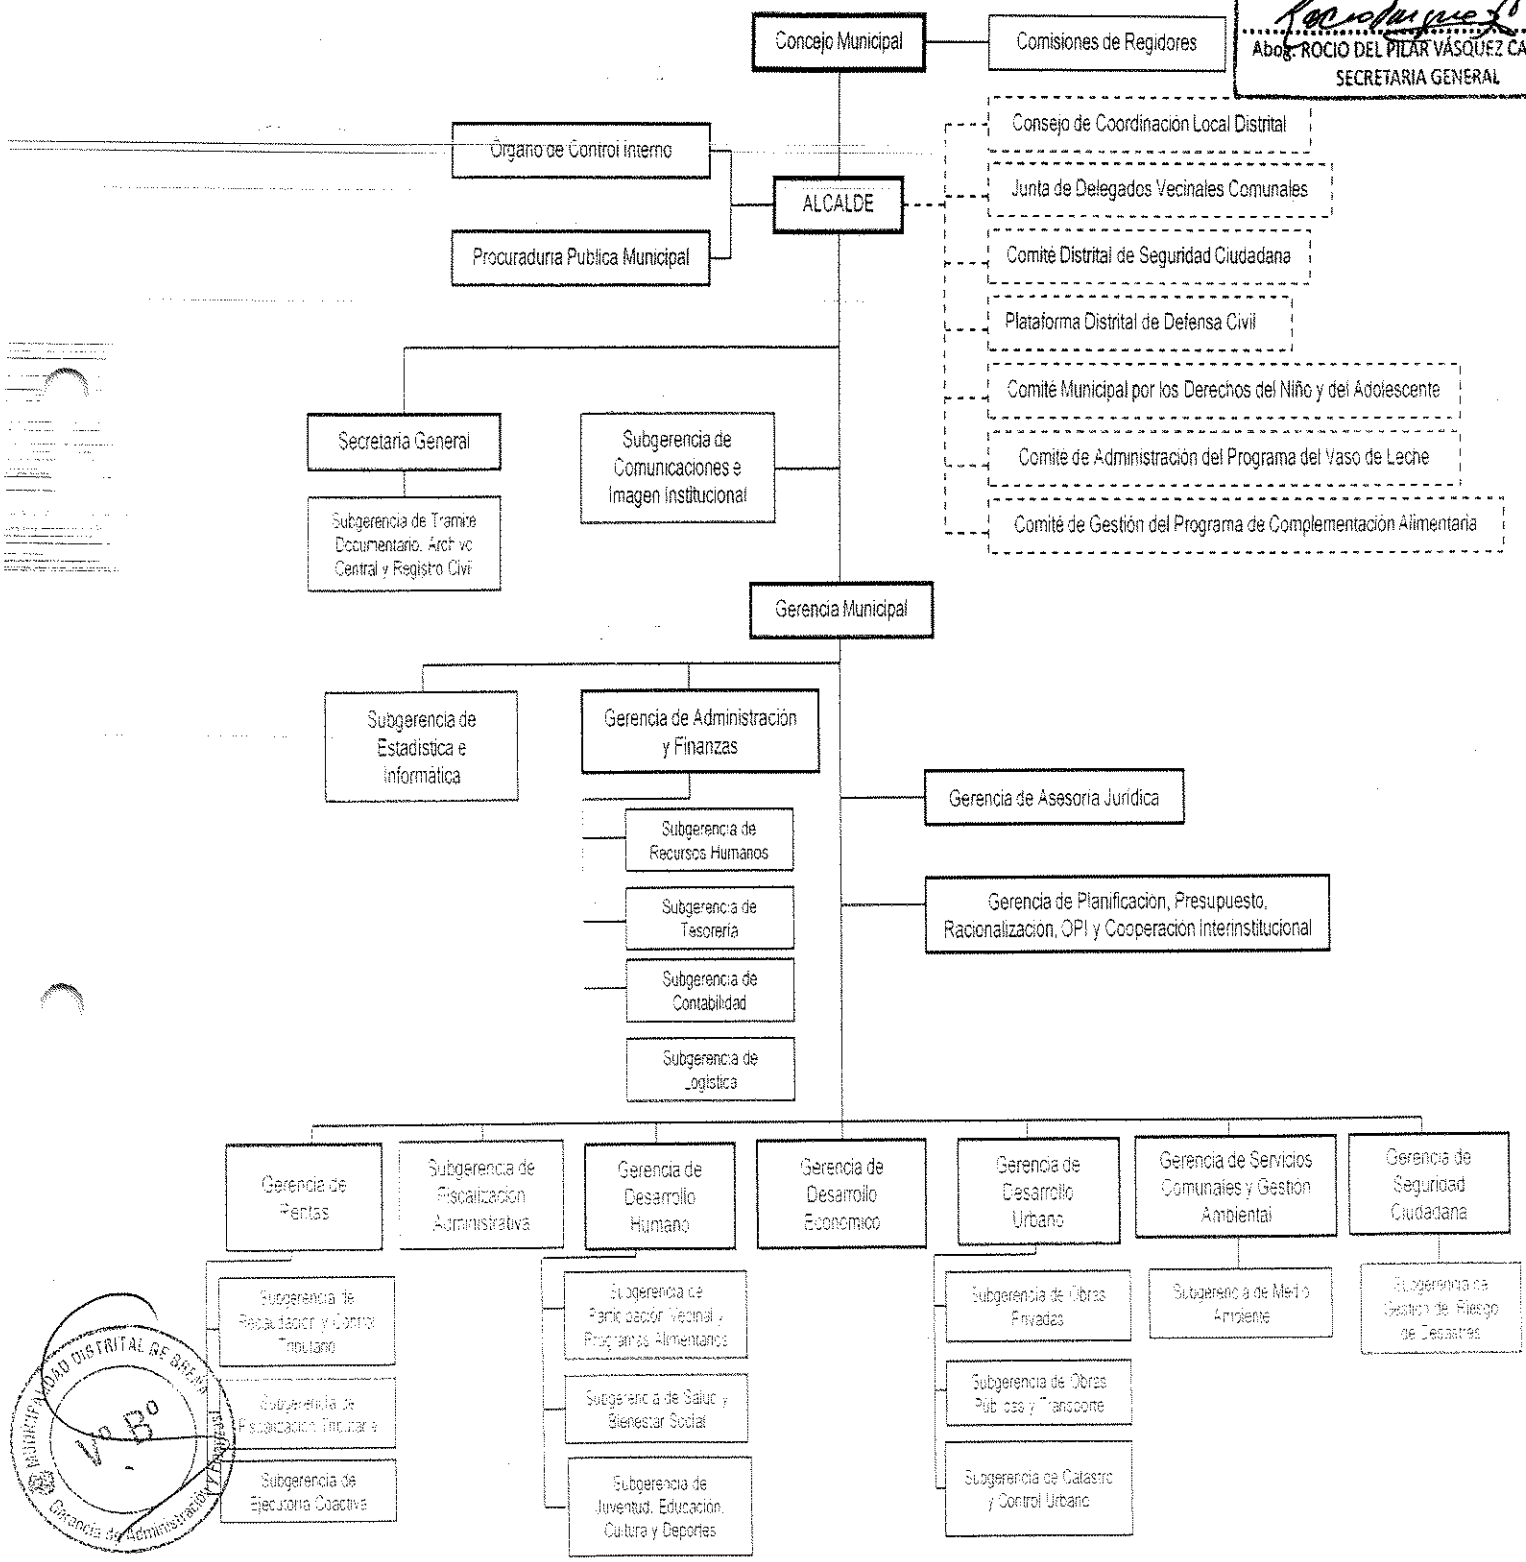 Concejo Municipal
Comisiones de Regidores
Abog. ROCIO DEL PILAR VÁSQUEZ CA
SECRETARIA GENERAL
Órgano de Control Interno
Consejo de Coordinación Local Distrital
ALCALDE
Junta de Delegados Vecinales Comunales
Procuraduria Publica Municipal
Comité Distrital de Seguridad Ciudadana
Plataforma Distrital de Defensa Civil
Comité Municipal por los Derechos del Niño y del Adolescente
Comité de Administración del Programa del Vaso de Leche
Comité de Gestión del Programa de Complementación Alimentaria
Secretaria General
Subgerencia de
Comunicaciones e
Imagen Institucional
Subgerencia de Tramite
Documentario, Archivo
Central y Registro Civil
Gerencia Municipal
Subgerencia de
Estadística e
Informática
Gerencia de Administración
y Finanzas
Gerencia de Asesoria Jurídica
Subgerencia de
Recursos Humanos
Subgerencia de
Tesorería
Gerencia de Planificación, Presupuesto,
Racionalización, OPI y Cooperación Interinstitucional
Subgerencia de
Contabilidad
Subgerencia de
Logística
Gerencia de
Rentas
Subgerencia de
Fiscalización
Administrativa
Gerencia de
Desarrollo
Humano
Gerencia de
Desarrollo
Económico
Gerencia de
Desarrollo
Urbano
Gerencia de Servicios
Comunales y Gestión
Ambiental
Gerencia de
Seguridad
Ciudadana
Subgerencia de
Recaudación y Control
Tributario
Subgerencia de
Fiscalización Tributaria
Subgerencia de
Ejecutoria Coactiva
Subgerencia de
Participación Vecinal y
Programas Alimentarios
Subgerencia de Salud y
Bienestar Social
Subgerencia de
Juventud, Educación,
Cultura y Deportes
Subgerencia de Obras
Privadas
Subgerencia de Obras
Públicas y Transporte
Subgerencia de Catastro
y Control Urbano
Subgerencia de Medio
Ambiente
Subgerencia de
Gestión del Riesgo
de Desastres
MUNICIPALIDAD DISTRITAL DE BREÑA
Vº Bº
Gerencia de Administración y Finanzas